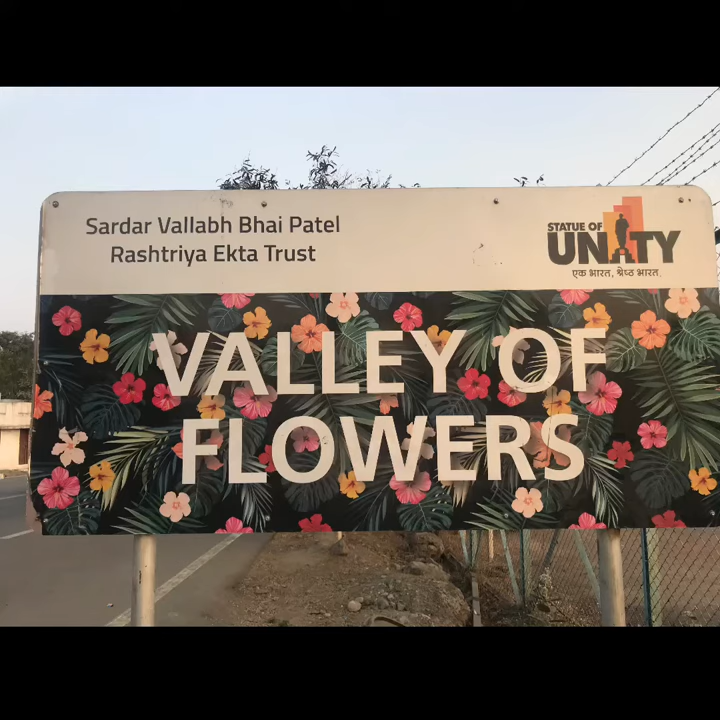 Sardar Vallabh Bhai Patel
Rashtriya Ekta Trust
STATUE OF
UNITY
एक भारत, श्रेष्ठ भारत.
VALLEY OF
FLOWERS